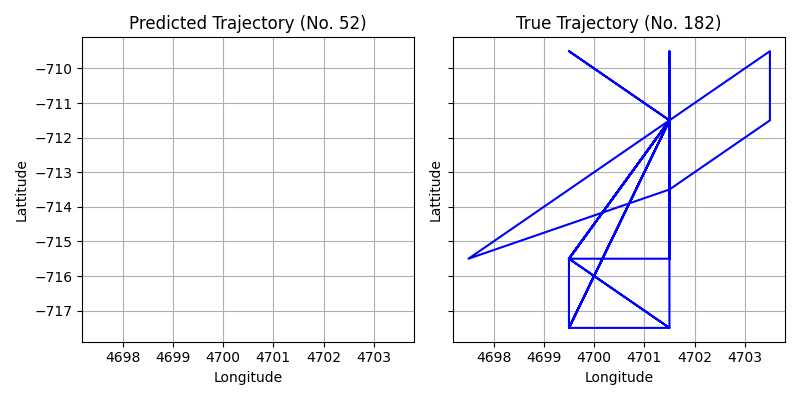 Predicted Trajectory (No. 52)
True Trajectory (No. 182)
Lattitude
−710
−711
−712
−713
−714
−715
−716
−717
4698 4699 4700 4701 4702 4703
Longitude
Lattitude
4698 4699 4700 4701 4702 4703
Longitude